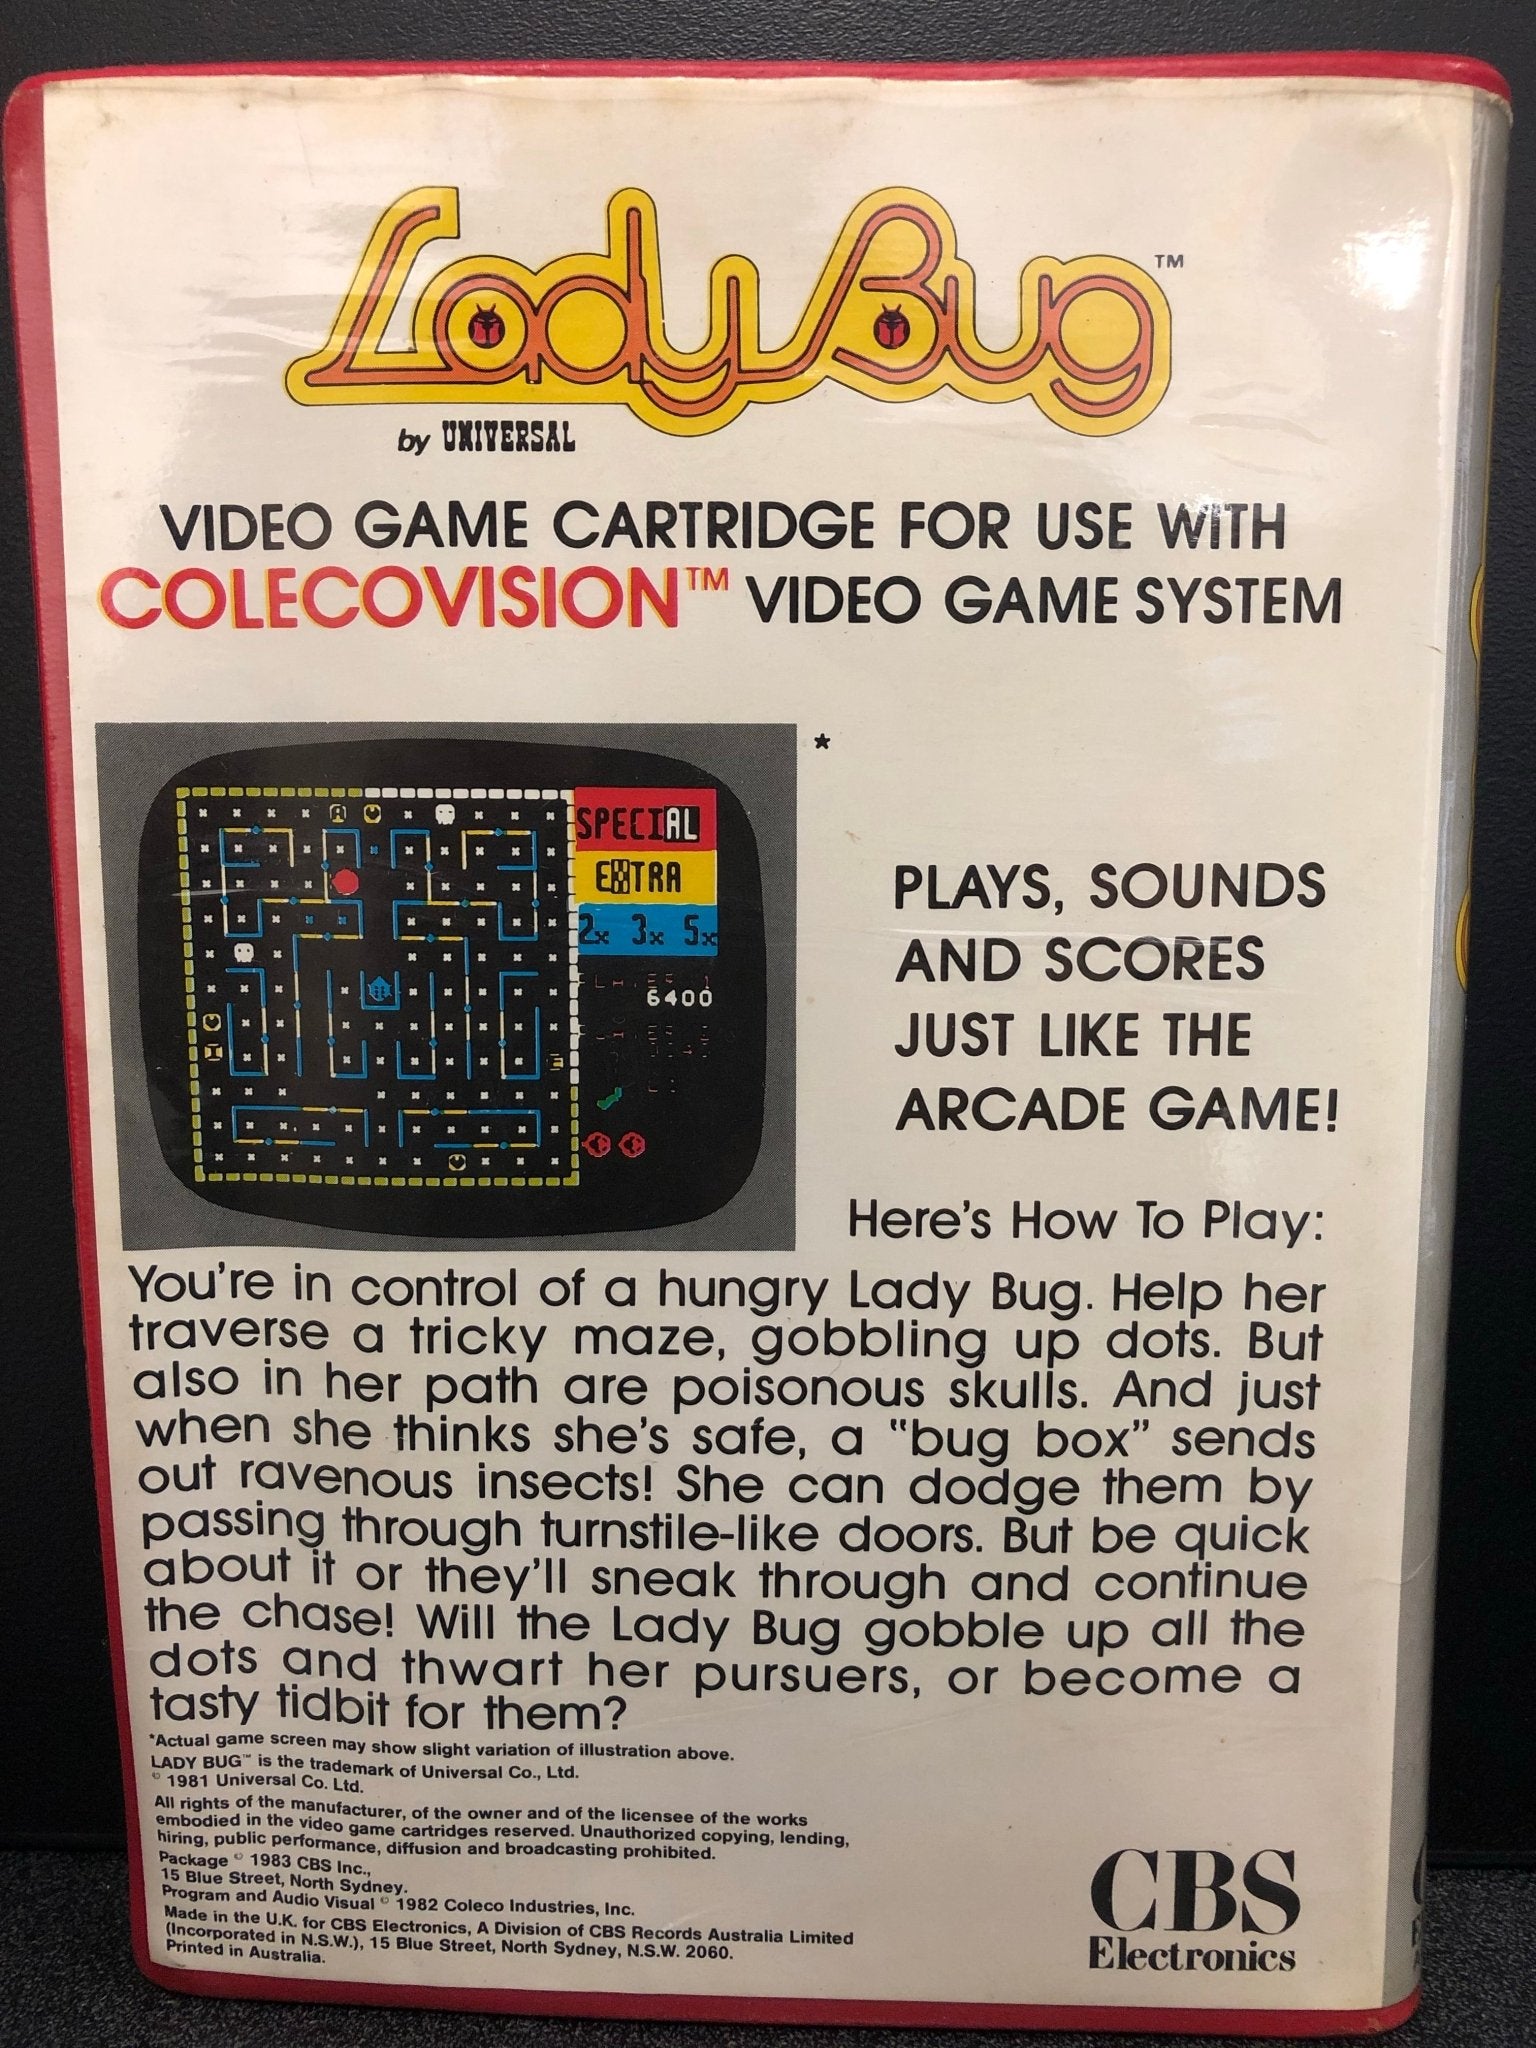 Lady Bug™
by UNIVERSAL
VIDEO GAME CARTRIDGE FOR USE WITH
COLECOVISION™ VIDEO GAME SYSTEM
*
SPECIAL
EXTRA
2x 3x 5x
6400
PLAYS, SOUNDS
AND SCORES
JUST LIKE THE
ARCADE GAME!
Here's How To Play:
You're in control of a hungry Lady Bug. Help her
traverse a tricky maze, gobbling up dots. But
also in her path are poisonous skulls. And just
when she thinks she's safe, a "bug box" sends
out ravenous insects! She can dodge them by
passing through turnstile-like doors. But be quick
about it or they'll sneak through and continue
the chase! Will the Lady Bug gobble up all the
dots and thwart her pursuers, or become a
tasty tidbit for them?
*Actual game screen may show slight variation of illustration above.
LADY BUG™ is the trademark of Universal Co., Ltd.
© 1981 Universal Co. Ltd.
All rights of the manufacturer, of the owner and of the licensee of the works
embodied in the video game cartridges reserved. Unauthorized copying, lending,
hiring, public performance, diffusion and broadcasting prohibited.
Package © 1983 CBS Inc.,
15 Blue Street, North Sydney.
Program and Audio Visual © 1982 Coleco Industries, Inc.
Made in the U.K. for CBS Electronics, A Division of CBS Records Australia Limited
(Incorporated in N.S.W.), 15 Blue Street, North Sydney, N.S.W. 2060.
Printed in Australia.
CBS
Electronics